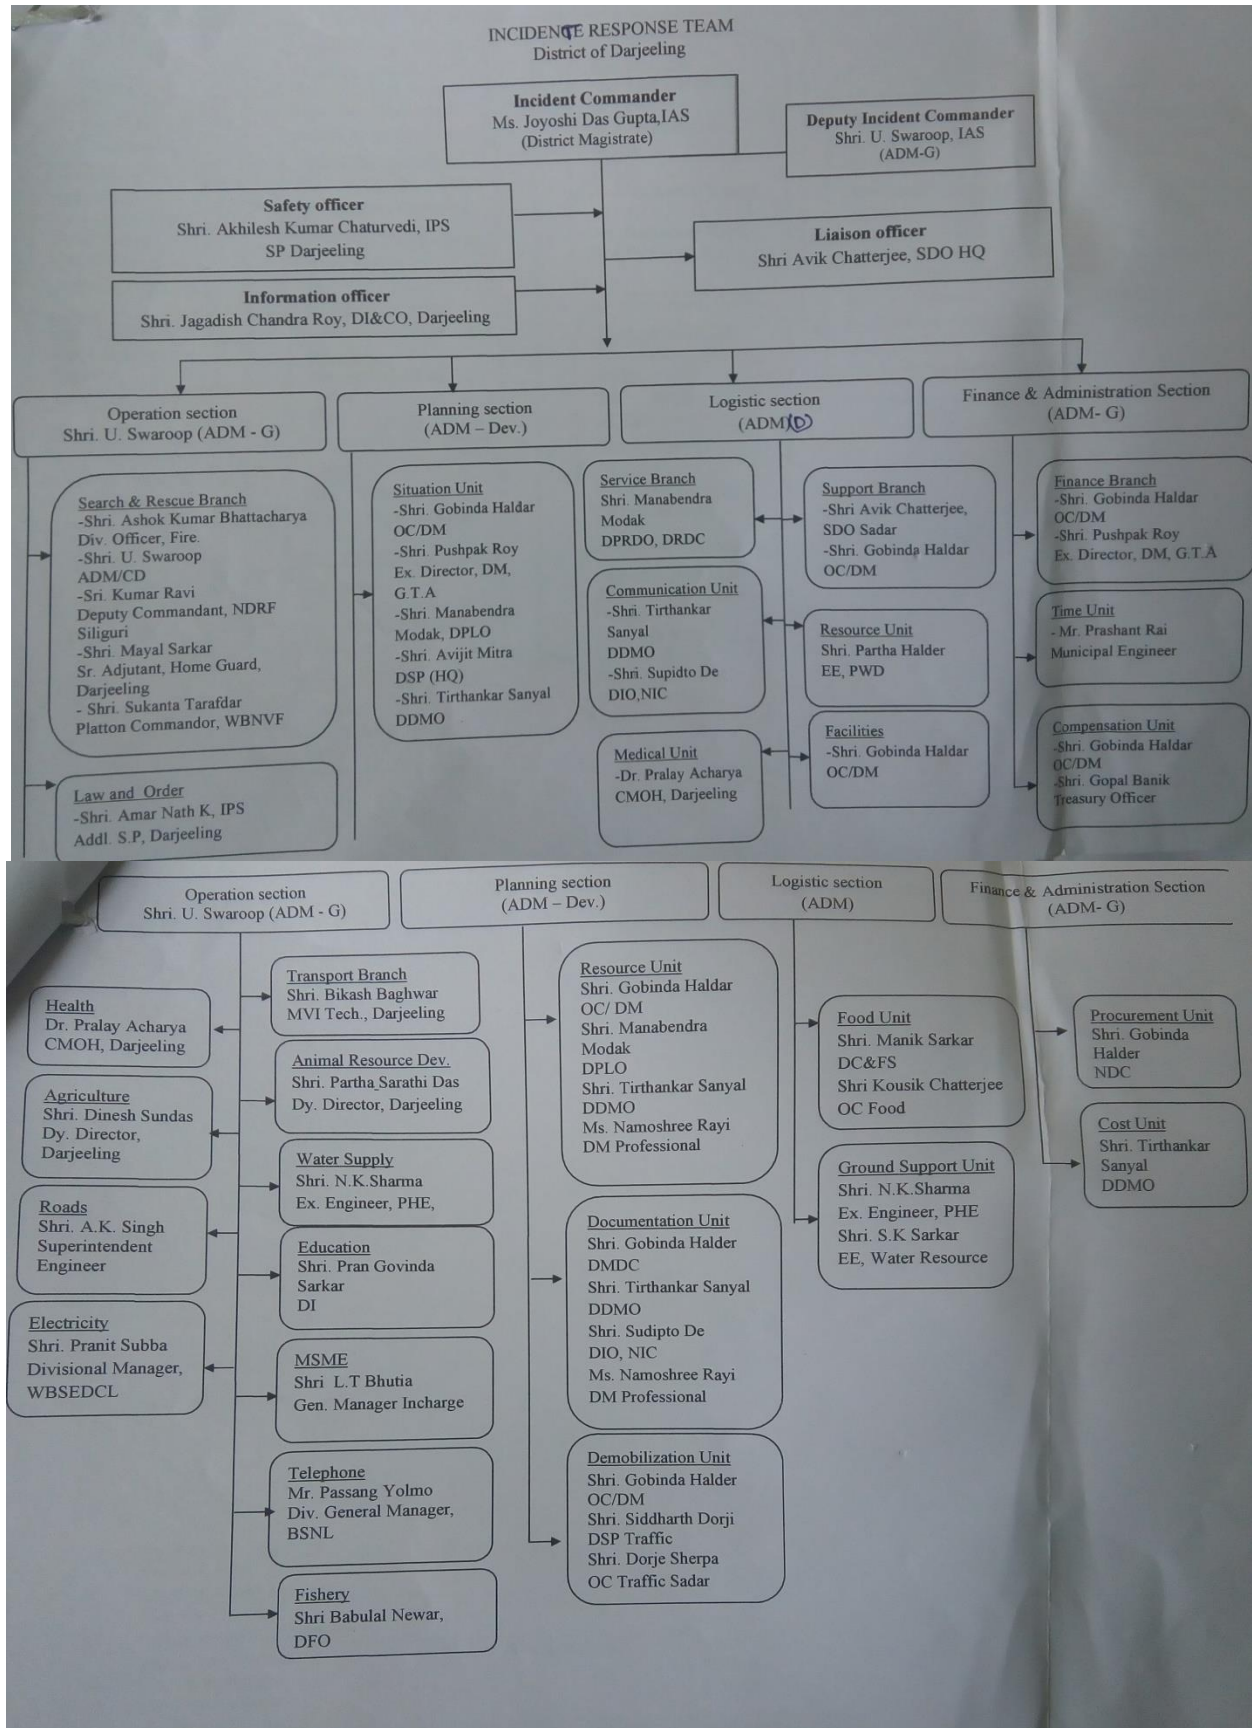 INCIDENTE RESPONSE TEAM
District of Darjeeling
Incident Commander
Ms. Joyoshi Das Gupta,IAS
(District Magistrate)
Deputy Incident Commander
Shri. U. Swaroop, IAS
(ADM-G)
Safety officer
Shri. Akhilesh Kumar Chaturvedi, IPS
SP Darjeeling
Liaison officer
Shri Avik Chatterjee, SDO HQ
Information officer
Shri. Jagadish Chandra Roy, DI&CO, Darjeeling
Operation section
Shri. U. Swaroop (ADM - G)
Planning section
(ADM – Dev.)
Logistic section
(ADM)(D)
Finance & Administration Section
(ADM- G)
Search & Rescue Branch
-Shri. Ashok Kumar Bhattacharya
Div. Officer, Fire.
-Shri. U. Swaroop
ADM/CD
-Sri. Kumar Ravi
Deputy Commandant, NDRF
Siliguri
-Shri. Mayal Sarkar
Sr. Adjutant, Home Guard,
Darjeeling
- Shri. Sukanta Tarafdar
Platton Commandor, WBNVF
Law and Order
-Shri. Amar Nath K, IPS
Addl. S.P, Darjeeling
Situation Unit
-Shri. Gobinda Haldar
OC/DM
-Shri. Pushpak Roy
Ex. Director, DM,
G.T.A
-Shri. Manabendra
Modak, DPLO
-Shri. Avijit Mitra
DSP (HQ)
-Shri. Tirthankar Sanyal
DDMO
Service Branch
Shri. Manabendra
Modak
DPRDO, DRDC
Communication Unit
-Shri. Tirthankar
Sanyal
DDMO
-Shri. Supidto De
DIO,NIC
Medical Unit
-Dr. Pralay Acharya
CMOH, Darjeeling
Support Branch
-Shri Avik Chatterjee,
SDO Sadar
-Shri. Gobinda Haldar
OC/DM
Resource Unit
Shri. Partha Halder
EE, PWD
Facilities
-Shri. Gobinda Haldar
OC/DM
Finance Branch
-Shri. Gobinda Haldar
OC/DM
-Shri. Pushpak Roy
Ex. Director, DM, G.T.A
Time Unit
- Mr. Prashant Rai
Municipal Engineer
Compensation Unit
-Shri. Gobinda Haldar
OC/DM
-Shri. Gopal Banik
Treasury Officer
Operation section
Shri. U. Swaroop (ADM - G)
Planning section
(ADM – Dev.)
Logistic section
(ADM)
Finance & Administration Section
(ADM- G)
Health
Dr. Pralay Acharya
CMOH, Darjeeling
Agriculture
Shri. Dinesh Sundas
Dy. Director,
Darjeeling
Roads
Shri. A.K. Singh
Superintendent
Engineer
Electricity
Shri. Pranit Subba
Divisional Manager,
WBSEDCL
Transport Branch
Shri. Bikash Baghwar
MVI Tech., Darjeeling
Animal Resource Dev.
Shri. Partha Sarathi Das
Dy. Director, Darjeeling
Water Supply
Shri. N.K.Sharma
Ex. Engineer, PHE,
Education
Shri. Pran Govinda
Sarkar
DI
MSME
Shri L.T Bhutia
Gen. Manager Incharge
Telephone
Mr. Passang Yolmo
Div. General Manager,
BSNL
Fishery
Shri Babulal Newar,
DFO
Resource Unit
Shri. Gobinda Haldar
OC/ DM
Shri. Manabendra
Modak
DPLO
Shri. Tirthankar Sanyal
DDMO
Ms. Namoshree Rayi
DM Professional
Documentation Unit
Shri. Gobinda Halder
DMDC
Shri. Tirthankar Sanyal
DDMO
Shri. Sudipto De
DIO, NIC
Ms. Namoshree Rayi
DM Professional
Demobilization Unit
Shri. Gobinda Halder
OC/DM
Shri. Siddharth Dorji
DSP Traffic
Shri. Dorje Sherpa
OC Traffic Sadar
Food Unit
Shri. Manik Sarkar
DC&FS
Shri Kousik Chatterjee
OC Food
Ground Support Unit
Shri. N.K.Sharma
Ex. Engineer, PHE
Shri. S.K Sarkar
EE, Water Resource
Procurement Unit
Shri. Gobinda
Halder
NDC
Cost Unit
Shri. Tirthankar
Sanyal
DDMO